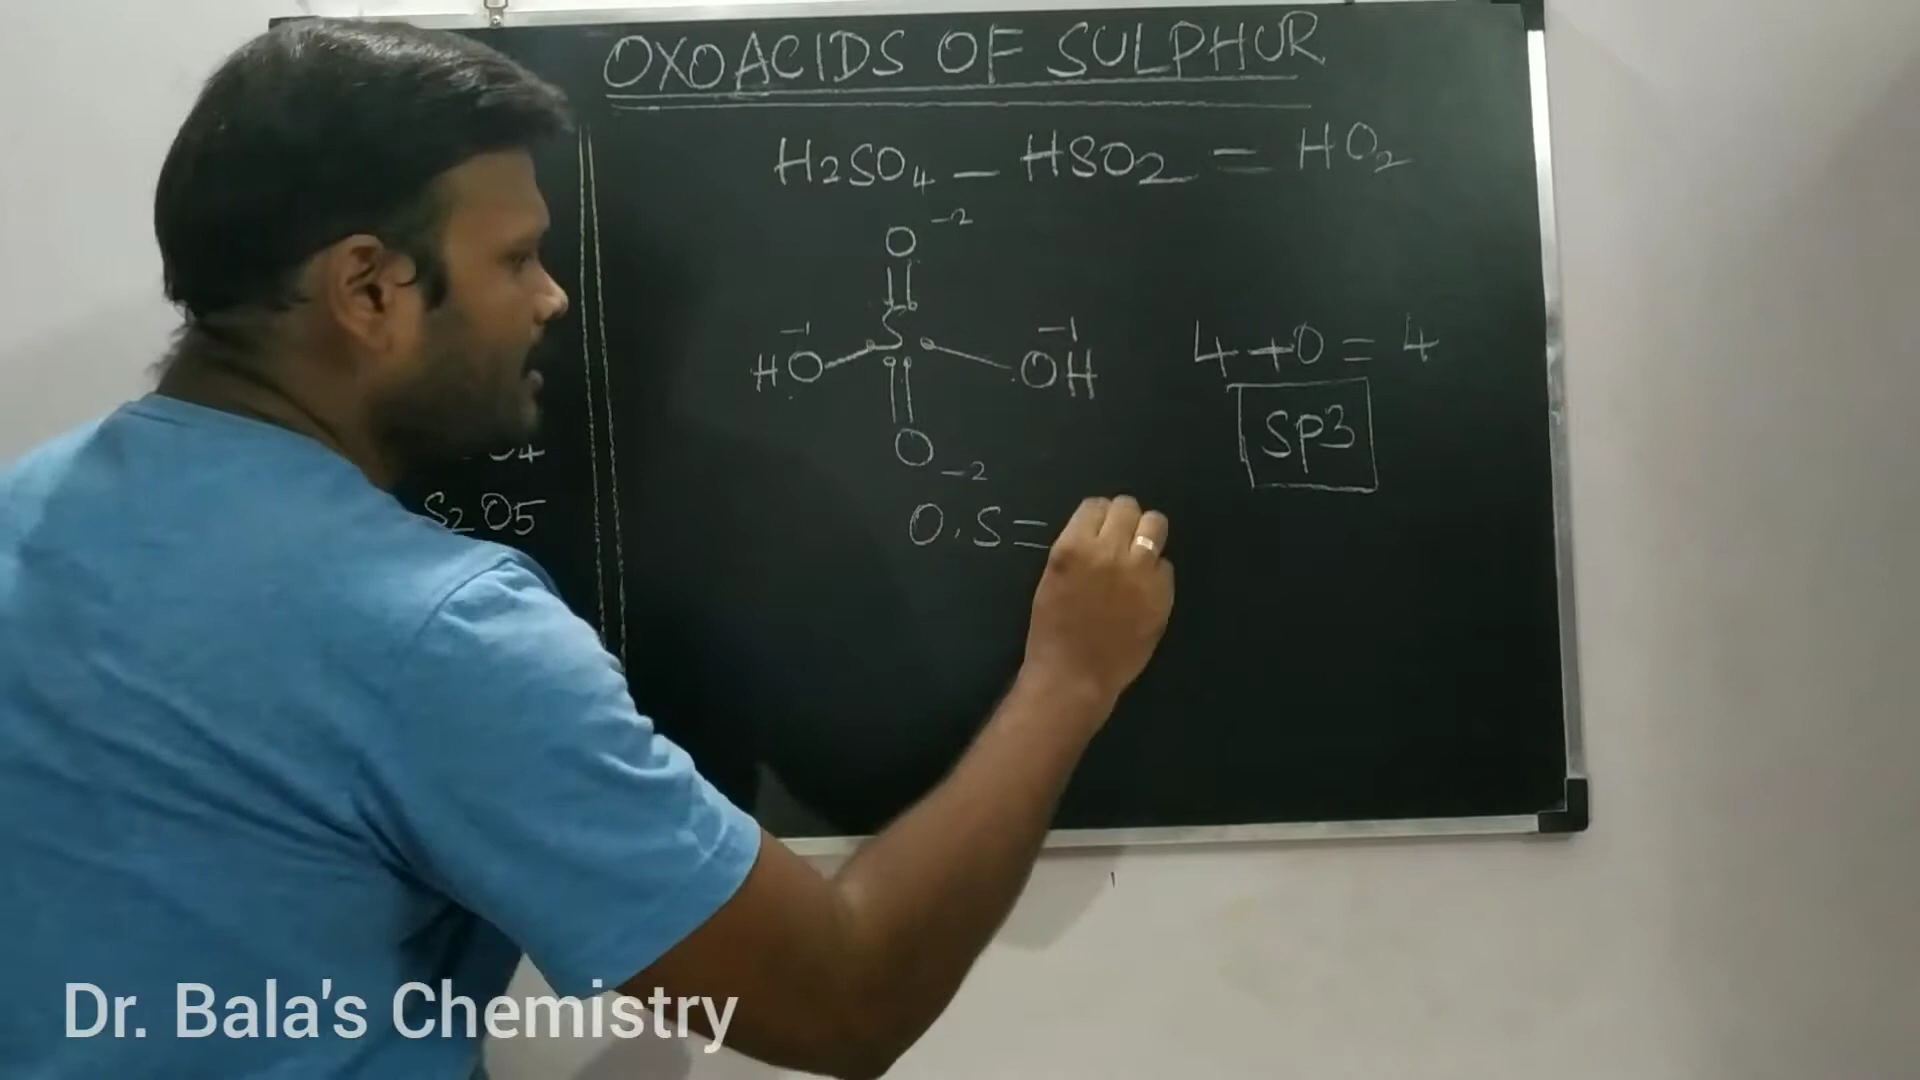 OXOACIDS OF SULPHUR
H2SO4 - HSO2 = HO2
O -2
-1 S -1
HO OH
4+0 = 4
SP3
O -2
O.S =
S2O5
Dr. Bala's Chemistry